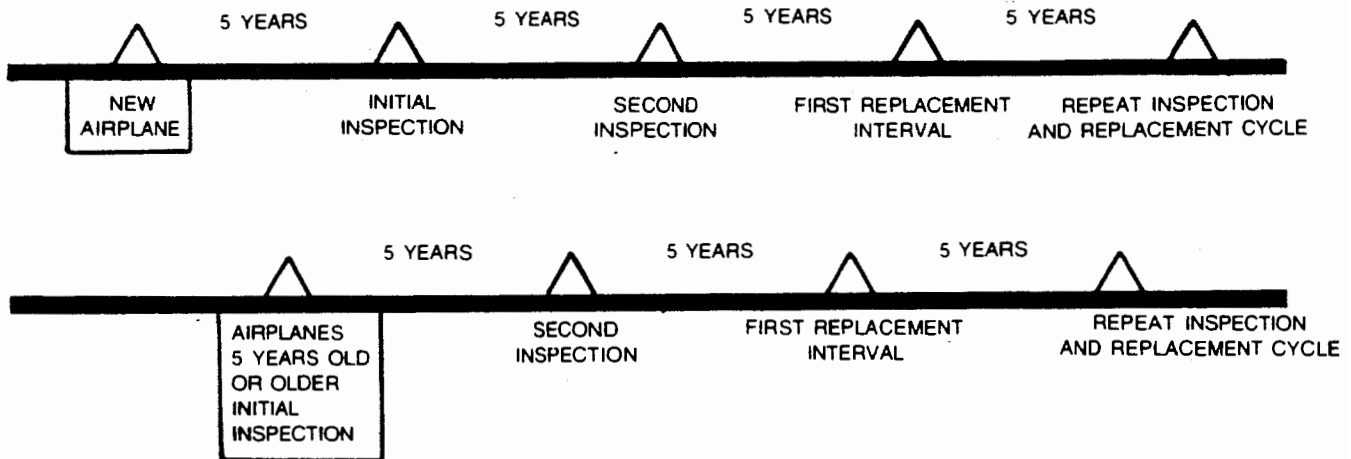 5 YEARS
5 YEARS
5 YEARS
5 YEARS
NEW
AIRPLANE
INITIAL
INSPECTION
SECOND
INSPECTION
FIRST REPLACEMENT
INTERVAL
REPEAT INSPECTION
AND REPLACEMENT CYCLE
5 YEARS
5 YEARS
5 YEARS
AIRPLANES
5 YEARS OLD
OR OLDER
INITIAL
INSPECTION
SECOND
INSPECTION
FIRST REPLACEMENT
INTERVAL
REPEAT INSPECTION
AND REPLACEMENT CYCLE